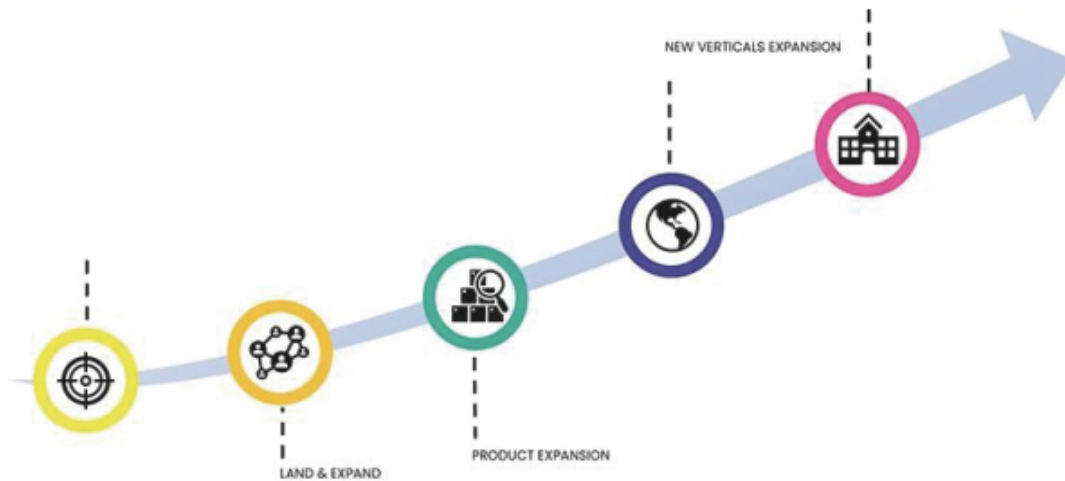 NEW VERTICALS EXPANSION
PRODUCT EXPANSION
LAND & EXPAND